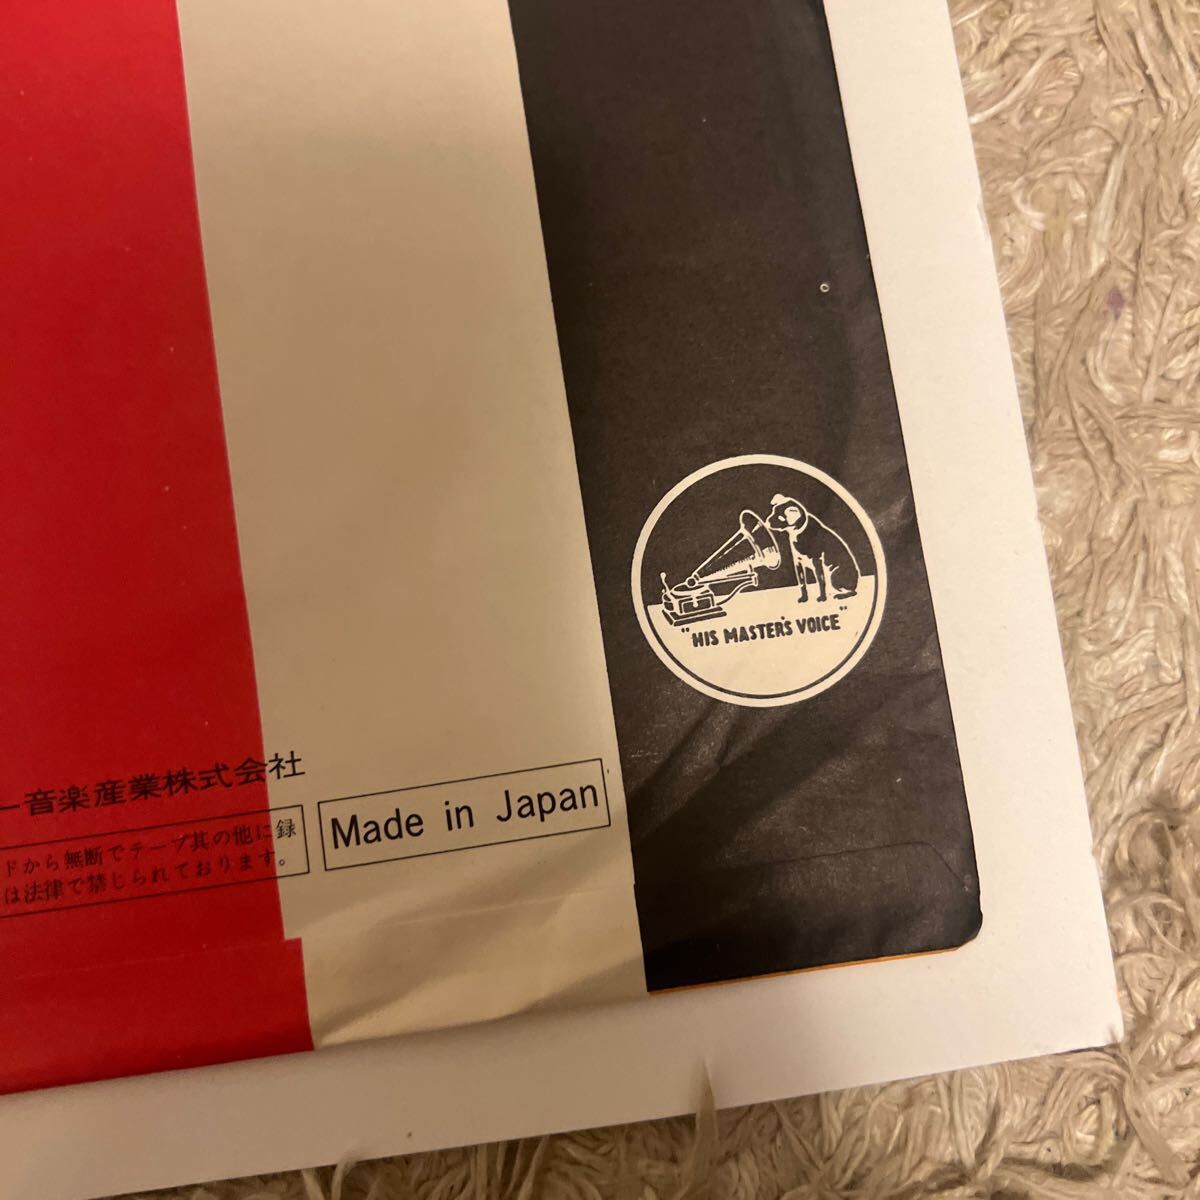 ー音楽産業株式会社
ドから無断でテープ其の他に録
は法律で禁じられております。
Made in Japan
"HIS MASTER'S VOICE"